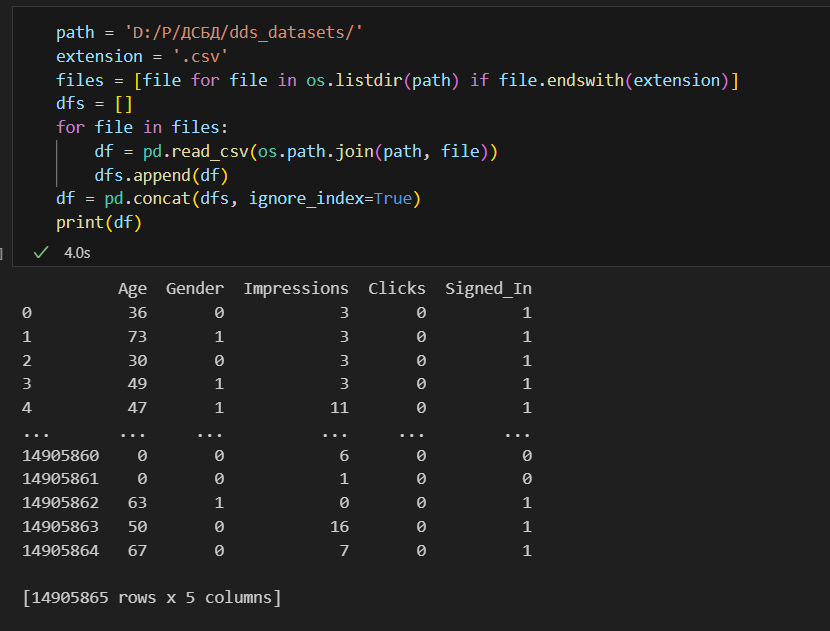 path = 'D:/P/ДСБД/dds_datasets/'
extension = '.csv'
files = [file for file in os.listdir(path) if file.endswith(extension)]
dfs = []
for file in files:
    df = pd.read_csv(os.path.join(path, file))
    dfs.append(df)
df = pd.concat(dfs, ignore_index=True)
print(df)
] ✓ 4.0s
Age Gender Impressions Clicks Signed_In
0 36 0 3 0 1
1 73 1 3 0 1
2 30 0 3 0 1
3 49 1 3 0 1
4 47 1 11 0 1
... ... ... ... ... ...
14905860 0 0 6 0 0
14905861 0 0 1 0 0
14905862 63 1 0 0 1
14905863 50 0 16 0 1
14905864 67 0 7 0 1
[14905865 rows x 5 columns]